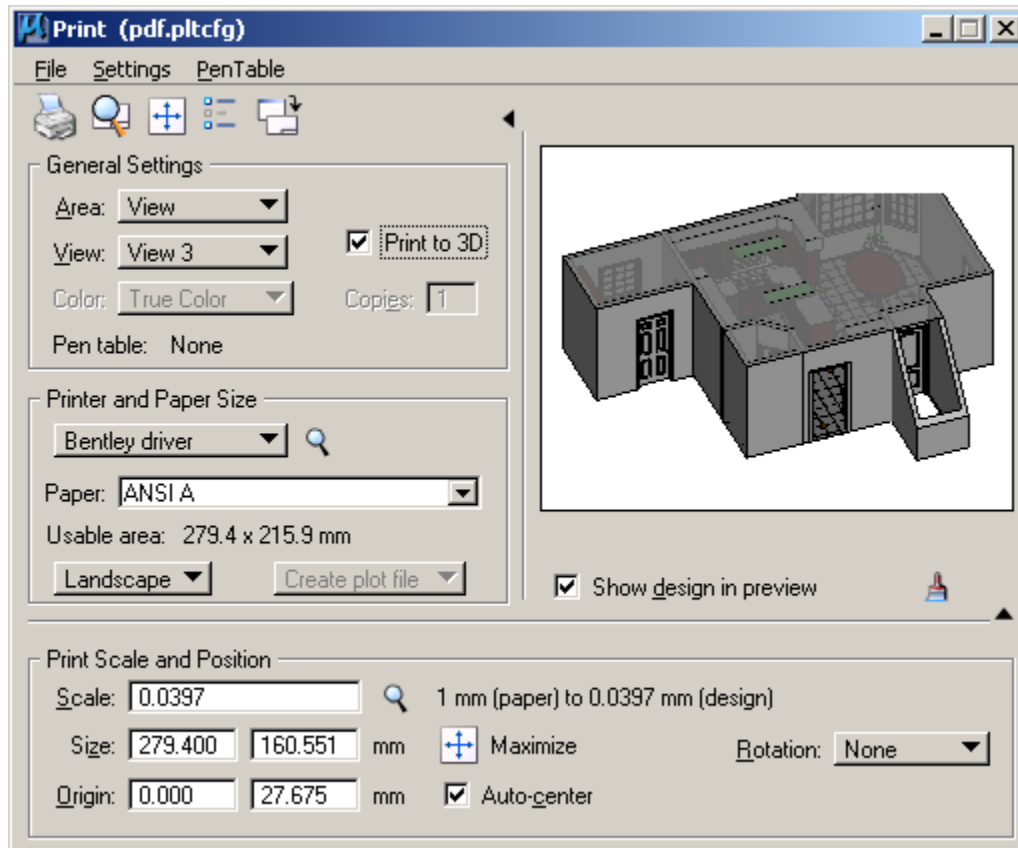 Print (pdf.pltcfg)
File Settings PenTable
General Settings
Area: View
View: View 3
Print to 3D
Color: True Color
Copies: 1
Pen table: None
Printer and Paper Size
Bentley driver
Paper: ANSI A
Usable area: 279.4 x 215.9 mm
Landscape
Create plot file
Show design in preview
Print Scale and Position
Scale: 0.0397
1 mm (paper) to 0.0397 mm (design)
Size: 279.400 160.551 mm
Maximize
Rotation: None
Origin: 0.000 27.675 mm
Auto-center